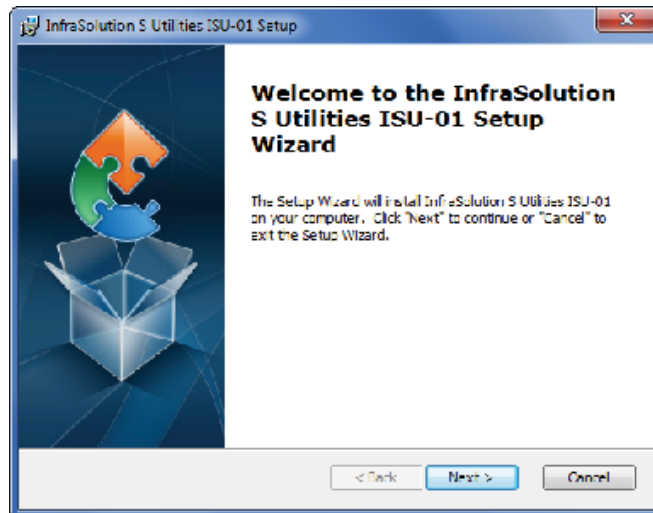 InfraSolution S Utilities ISU-01 Setup
Welcome to the InfraSolution
S Utilities ISU-01 Setup
Wizard
The Setup Wizard will install InfraSolution S Utilities ISU-01
on your computer. Click "Next" to continue or "Cancel" to
exit the Setup Wizard.
< Back
Next >
Cancel